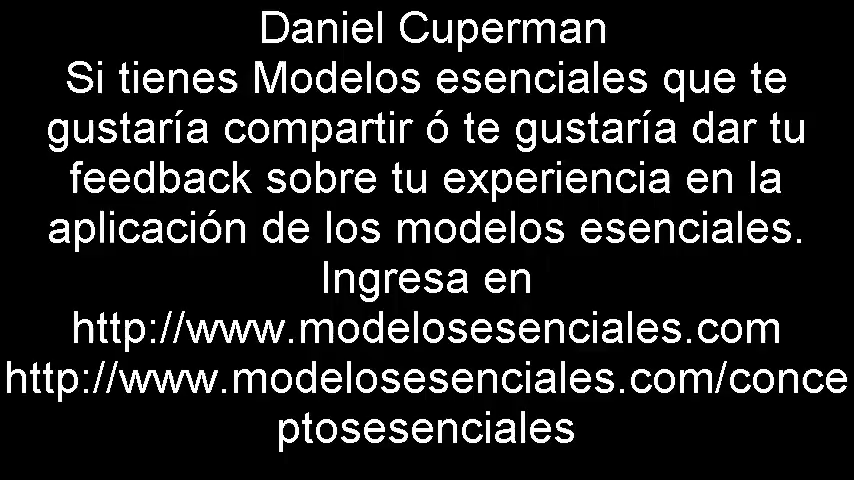 Daniel Cuperman
Si tienes Modelos esenciales que te
gustaría compartir ó te gustaría dar tu
feedback sobre tu experiencia en la
aplicación de los modelos esenciales.
Ingresa en
http://www.modelosesenciales.com
http://www.modelosesenciales.com/conce
ptosesenciales